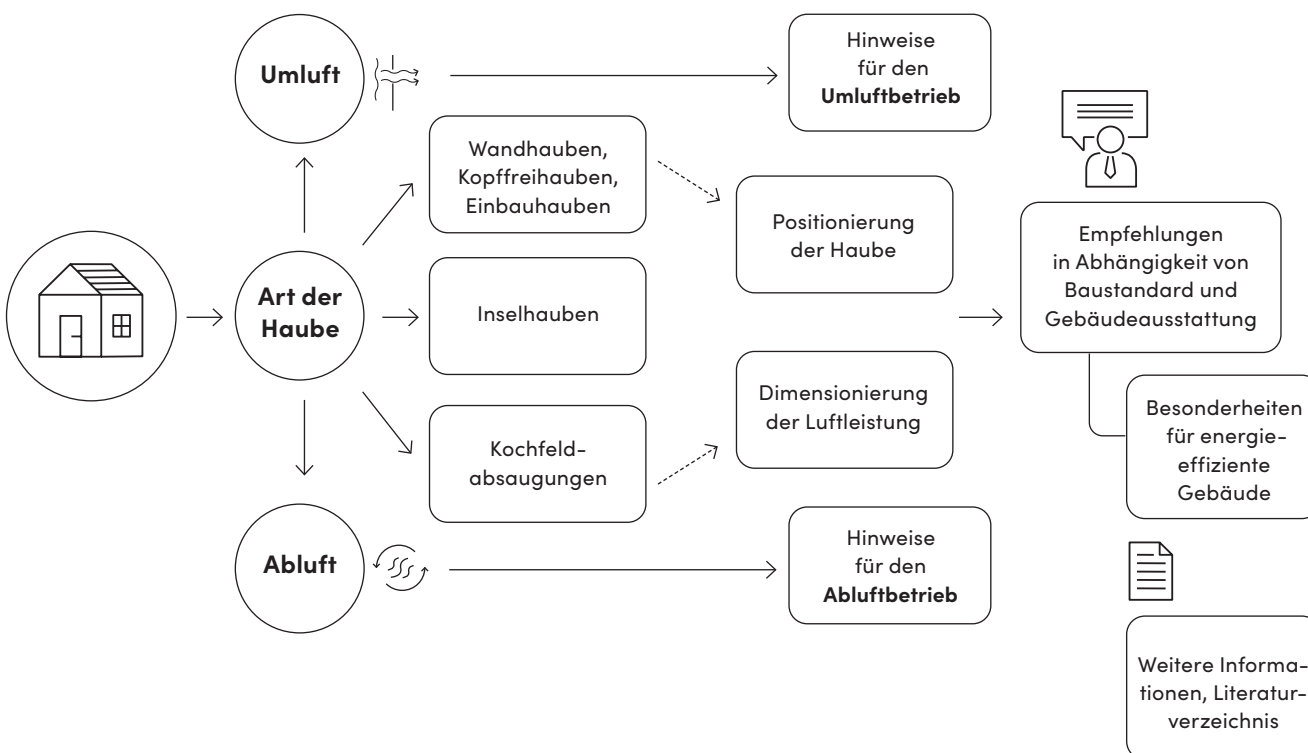 Umluft
Hinweise
für den
Umluftbetrieb
Wandhauben,
Kopffreihauben,
Einbauhauben
Positionierung
der Haube
Art der
Haube
Inselhauben
Empfehlungen
in Abhängigkeit von
Baustandard und
Gebäudeausstattung
Dimensionierung
der Luftleistung
Kochfeld-
absaugungen
Besonderheiten
für energie-
effiziente
Gebäude
Abluft
Hinweise
für den
Abluftbetrieb
Weitere Informa-
tionen, Literatur-
verzeichnis